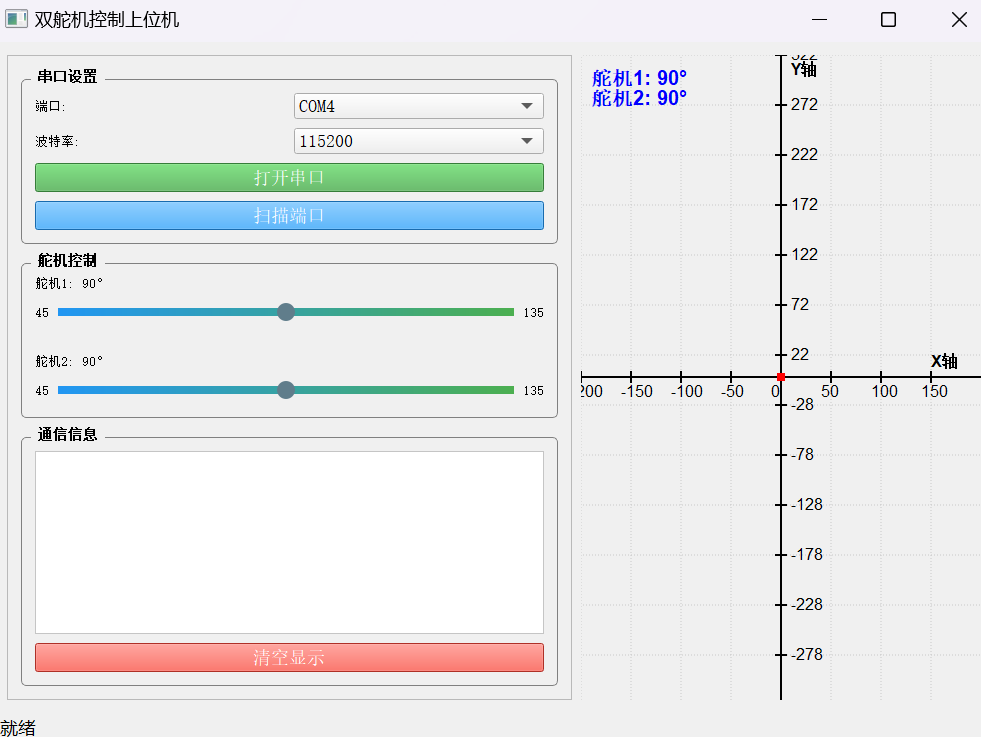 双舵机控制上位机
串口设置
端口:
COM4
波特率:
115200
打开串口
扫描端口
舵机控制
舵机1: 90°
45
135
舵机2: 90°
45
135
通信信息
清空显示
就绪
舵机1: 90°
舵机2: 90°
322
Y轴
272
222
172
122
72
22
X轴
200 -150 -100 -50 0 50 100 150
-28
-78
-128
-178
-228
-278